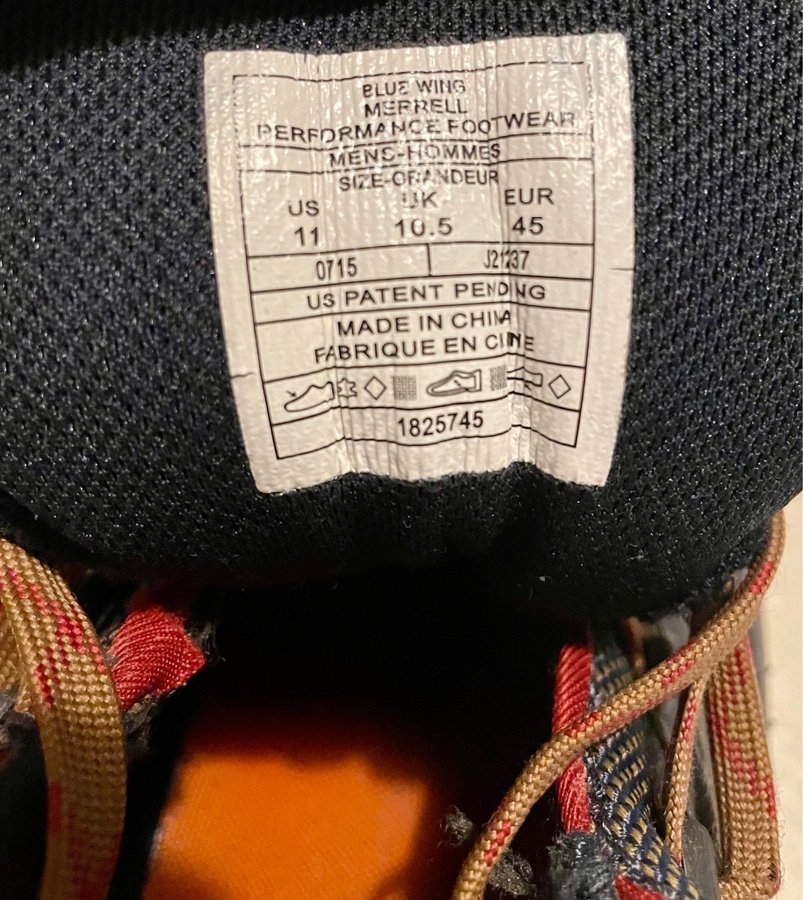 BLUE WING
MERRELL
PERFORMANCE FOOTWEAR
MENS-HOMMES
SIZE-GRANDEUR
US UK EUR
11 10.5 45
0715 J21237
US PATENT PENDING
MADE IN CHINA
FABRIQUE EN CINE
1825745